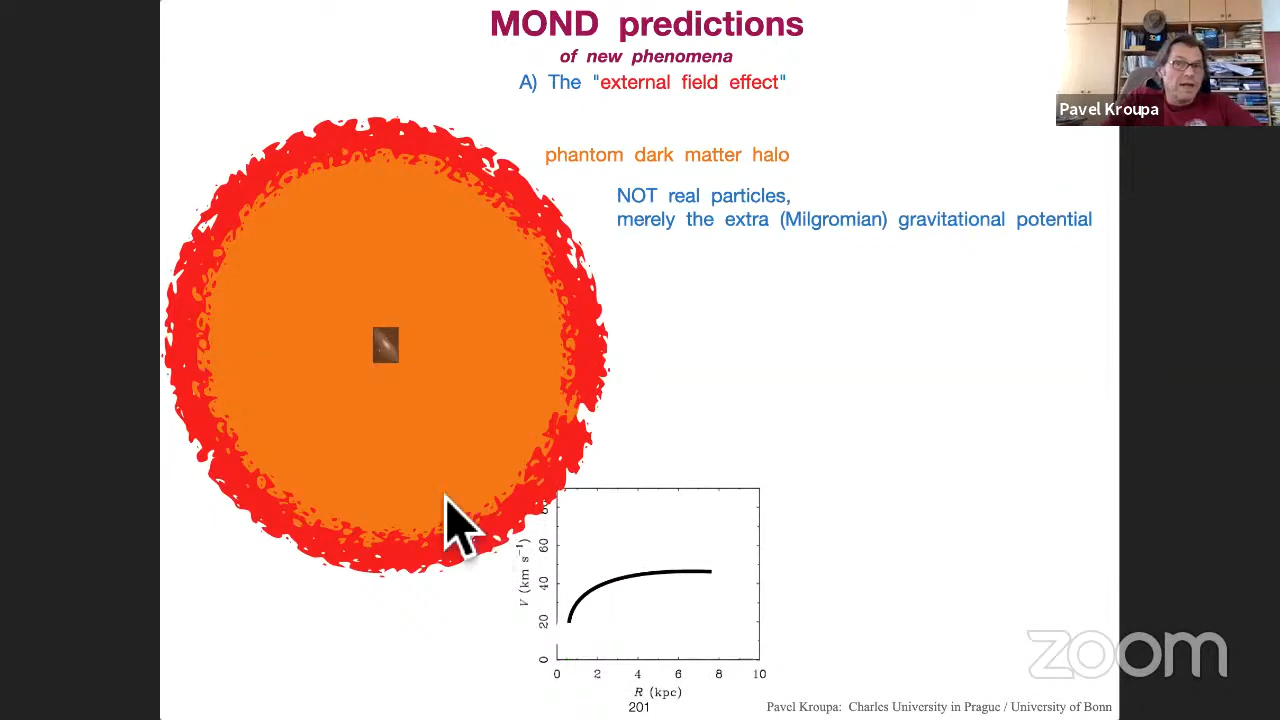 MOND predictions
of new phenomena
A) The "external field effect"
Pavel Kroupa
phantom dark matter halo
NOT real particles,
merely the extra (Milgromian) gravitational potential
8
60
40
20
0
V (km s⁻¹)
0 2 4 6 8 10
R (kpc)
201
Pavel Kroupa: Charles University in Prague / University of Bonn
zoom